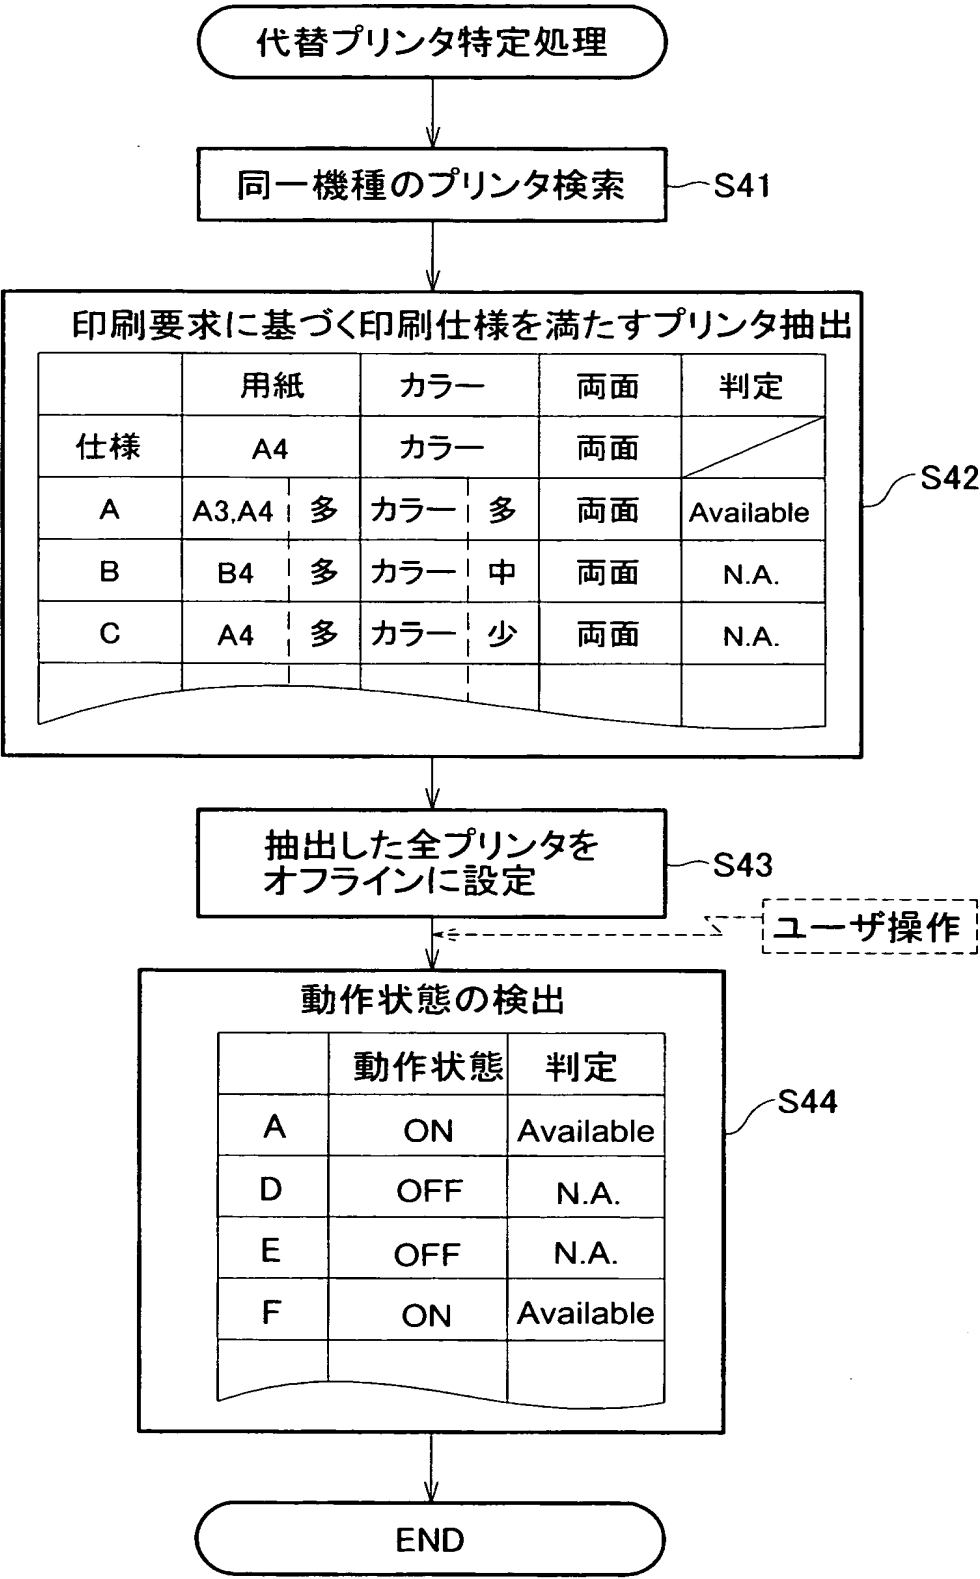 代替プリンタ特定処理
同一機種のプリンタ検索
S41
印刷要求に基づく印刷仕様を満たすプリンタ抽出
用紙 カラー 両面 判定
仕様 A4 カラー 両面
S42
A A3,A4 多 カラー 多 両面 Available
B B4 多 カラー 中 両面 N.A.
C A4 多 カラー 少 両面 N.A.
抽出した全プリンタを
オフラインに設定
S43
ユーザ操作
動作状態の検出
動作状態 判定
S44
A ON Available
D OFF N.A.
E OFF N.A.
F ON Available
END